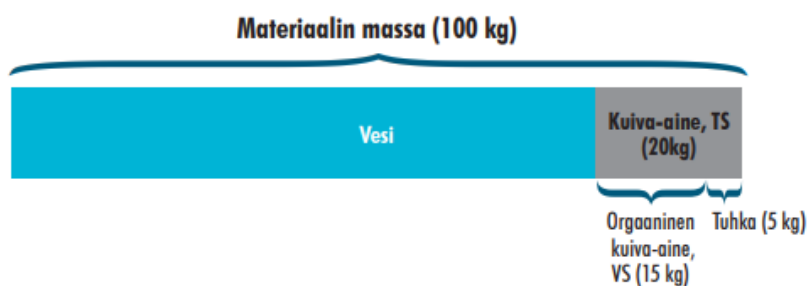 Materiaalin massa (100 kg)
Vesi
Kuiva-aine, TS
(20kg)
Orgaaninen
kuiva-aine,
VS (15 kg)
Tuhka (5 kg)